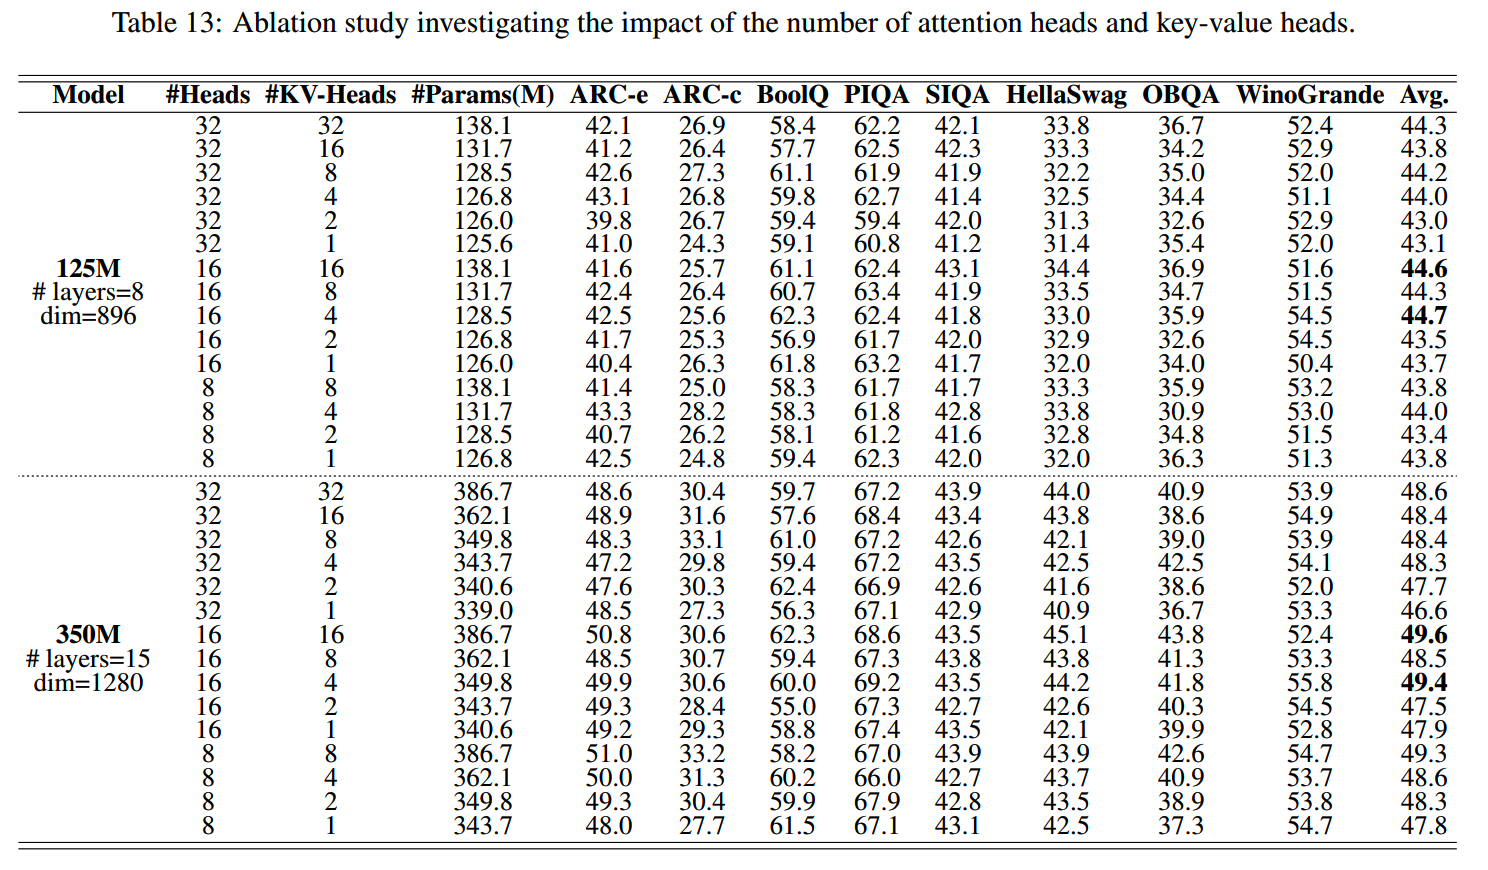 Table 13: Ablation study investigating the impact of the number of attention heads and key-value heads.
Model #Heads #KV-Heads #Params(M) ARC-e ARC-c BoolQ PIQA SIQA HellaSwag OBQA WinoGrande Avg.
32 32 138.1 42.1 26.9 58.4 62.2 42.1 33.8 36.7 52.4 44.3
32 16 131.7 41.2 26.4 57.7 62.5 42.3 33.3 34.2 52.9 43.8
32 8 128.5 42.6 27.3 61.1 61.9 41.9 32.2 35.0 52.0 44.2
32 4 126.8 43.1 26.8 59.8 62.7 41.4 32.5 34.4 51.1 44.0
32 2 126.0 39.8 26.7 59.4 59.4 42.0 31.3 32.6 52.9 43.0
32 1 125.6 41.0 24.3 59.1 60.8 41.2 31.4 35.4 52.0 43.1
125M 16 16 138.1 41.6 25.7 61.1 62.4 43.1 34.4 36.9 51.6 44.6
# layers=8 16 8 131.7 42.4 26.4 60.7 63.4 41.9 33.5 34.7 51.5 44.3
dim=896 16 4 128.5 42.5 25.6 62.3 62.4 41.8 33.0 35.9 54.5 44.7
16 2 126.8 41.7 25.3 56.9 61.7 42.0 32.9 32.6 54.5 43.5
16 1 126.0 40.4 26.3 61.8 63.2 41.7 32.0 34.0 50.4 43.7
8 8 138.1 41.4 25.0 58.3 61.7 41.7 33.3 35.9 53.2 43.8
8 4 131.7 43.3 28.2 58.3 61.8 42.8 33.8 30.9 53.0 44.0
8 2 128.5 40.7 26.2 58.1 61.2 41.6 32.8 34.8 51.5 43.4
8 1 126.8 42.5 24.8 59.4 62.3 42.0 32.0 36.3 51.3 43.8
32 32 386.7 48.6 30.4 59.7 67.2 43.9 44.0 40.9 53.9 48.6
32 16 362.1 48.9 31.6 57.6 68.4 43.4 43.8 38.6 54.9 48.4
32 8 349.8 48.3 33.1 61.0 67.2 42.6 42.1 39.0 53.9 48.4
32 4 343.7 47.2 29.8 59.4 67.2 43.5 42.5 42.5 54.1 48.3
32 2 340.6 47.6 30.3 62.4 66.9 42.6 41.6 38.6 52.0 47.7
32 1 339.0 48.5 27.3 56.3 67.1 42.9 40.9 36.7 53.3 46.6
350M 16 16 386.7 50.8 30.6 62.3 68.6 43.5 45.1 43.8 52.4 49.6
# layers=15 16 8 362.1 48.5 30.7 59.4 67.3 43.8 43.8 41.3 53.3 48.5
dim=1280 16 4 349.8 49.9 30.6 60.0 69.2 43.5 44.2 41.8 55.8 49.4
16 2 343.7 49.3 28.4 55.0 67.3 42.7 42.6 40.3 54.5 47.5
16 1 340.6 49.2 29.3 58.8 67.4 43.5 42.1 39.9 52.8 47.9
8 8 386.7 51.0 33.2 58.2 67.0 43.9 43.9 42.6 54.7 49.3
8 4 362.1 50.0 31.3 60.2 66.0 42.7 43.7 40.9 53.7 48.6
8 2 349.8 49.3 30.4 59.9 67.9 42.8 43.5 38.9 53.8 48.3
8 1 343.7 48.0 27.7 61.5 67.1 43.1 42.5 37.3 54.7 47.8